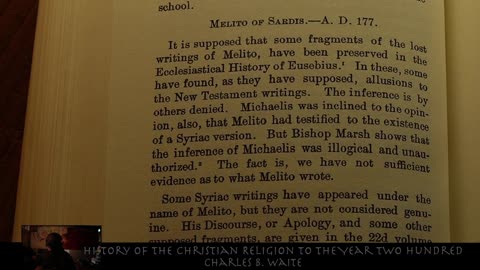 school.
MELITO OF SARDIS.—A. D. 177.
It is supposed that some fragments of the lost
writings of Melito, have been preserved in the
Ecclesiastical History of Eusebius.¹ In these, some
have found, as they have supposed, allusions to
the New Testament writings. The inference is by
others denied. Michaelis was inclined to the opin-
ion, also, that Melito had testified to the existence
of a Syriac version. But Bishop Marsh shows that
the inference of Michaelis was illogical and unau-
thorized.² The fact is, we have not sufficient
evidence as to what Melito wrote.
Some Syriac writings have appeared under the
name of Melito, but they are not considered genu-
ine. His Discourse, or Apology, and some other
supposed fragments, are given in the 22d volume
History of the Christian Religion to the Year Two Hundred
Charles B. Waite